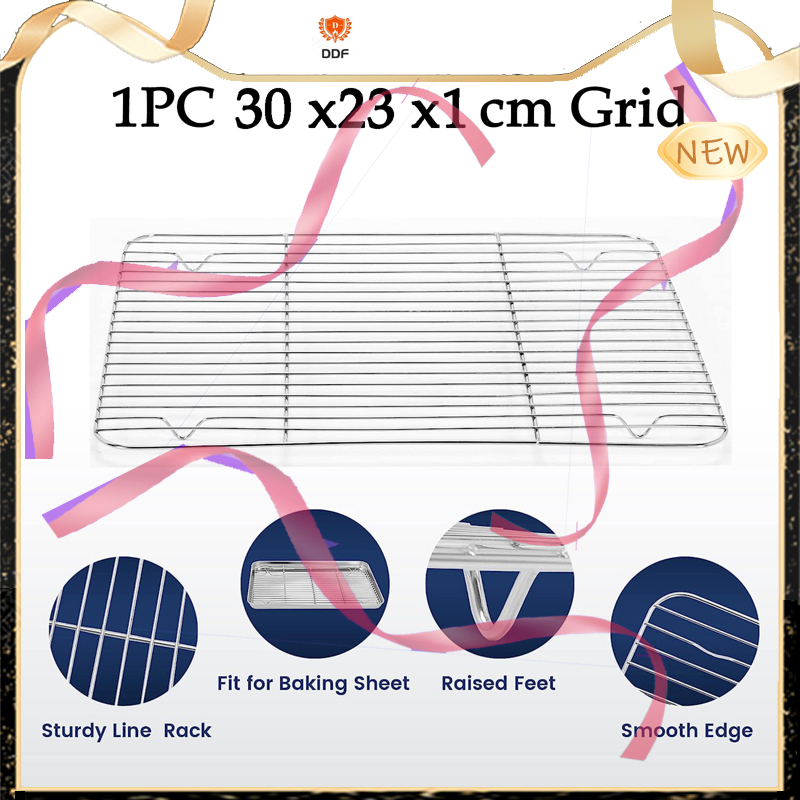 DDF
1PC 30 x23 x1 cm Grid
NEW
Fit for Baking Sheet
Raised Feet
Sturdy Line Rack
Smooth Edge